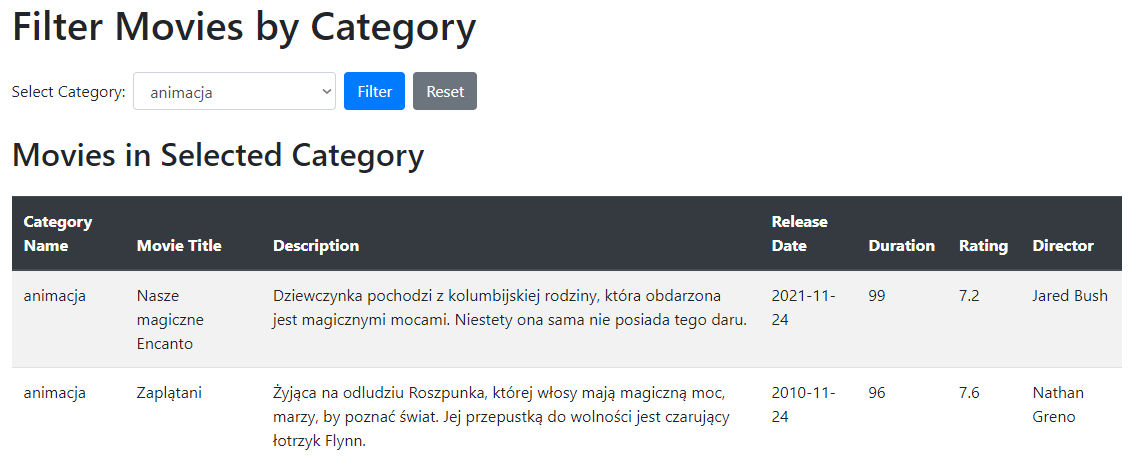 Filter Movies by Category
Select Category: animacja Filter Reset
Movies in Selected Category
Category Name Movie Title Description Release Date Duration Rating Director
animacja Nasze magiczne Encanto Dziewczynka pochodzi z kolumbijskiej rodziny, która obdarzona jest magicznymi mocami. Niestety ona sama nie posiada tego daru. 2021-11-24 99 7.2 Jared Bush
animacja Zaplątani Żyjąca na odludziu Roszpunka, której włosy mają magiczną moc, marzy, by poznać świat. Jej przepustką do wolności jest czarujący łotrzyk Flynn. 2010-11-24 96 7.6 Nathan Greno